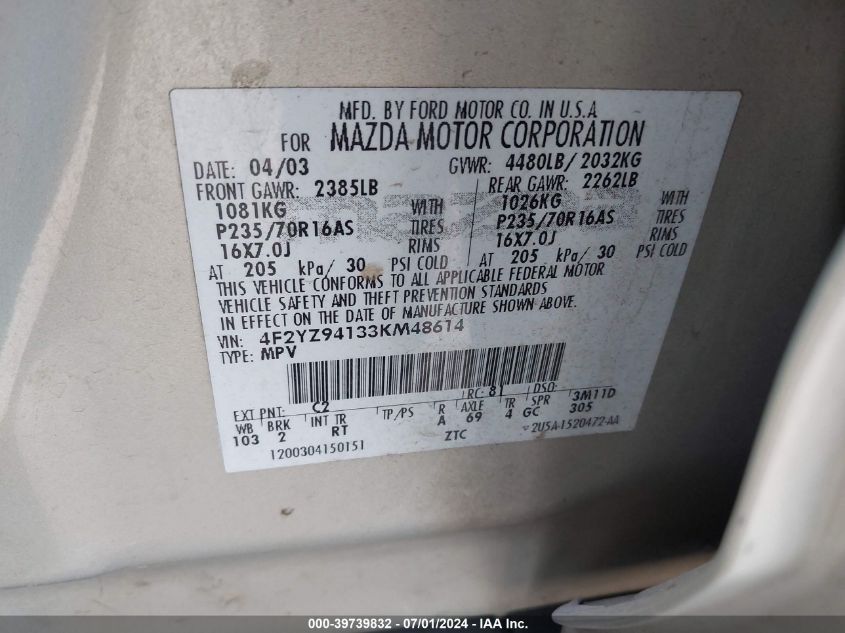 MFD. BY FORD MOTOR CO. IN U.S.A
FOR MAZDA MOTOR CORPORATION
DATE: 04/03 GVWR: 4480LB/ 2032KG
FRONT GAWR: 2385LB REAR GAWR: 2262LB
1081KG WITH 1026KG WITH
P235/70R16AS TIRES P235/70R16AS TIRES
16X7.0J RIMS 16X7.0J RIMS
AT 205 kPa/ 30 PSI COLD AT 205 kPa/ 30 PSI COLD
THIS VEHICLE CONFORMS TO ALL APPLICABLE FEDERAL MOTOR
VEHICLE SAFETY AND THEFT PREVENTION STANDARDS
IN EFFECT ON THE DATE OF MANUFACTURE SHOWN ABOVE.
VIN: 4F2YZ94133KM48614
TYPE: MPV
EXT PNT: C2 RC: 81 DSO:
WB BRK INT TR TP/PS R AXLE TR SPR 3M11D
103 2 RT A 69 4 GC 305
1200304150151 ZTC 2U5A-1520472-AA
000-39739832 - 07/01/2024 - IAA Inc.